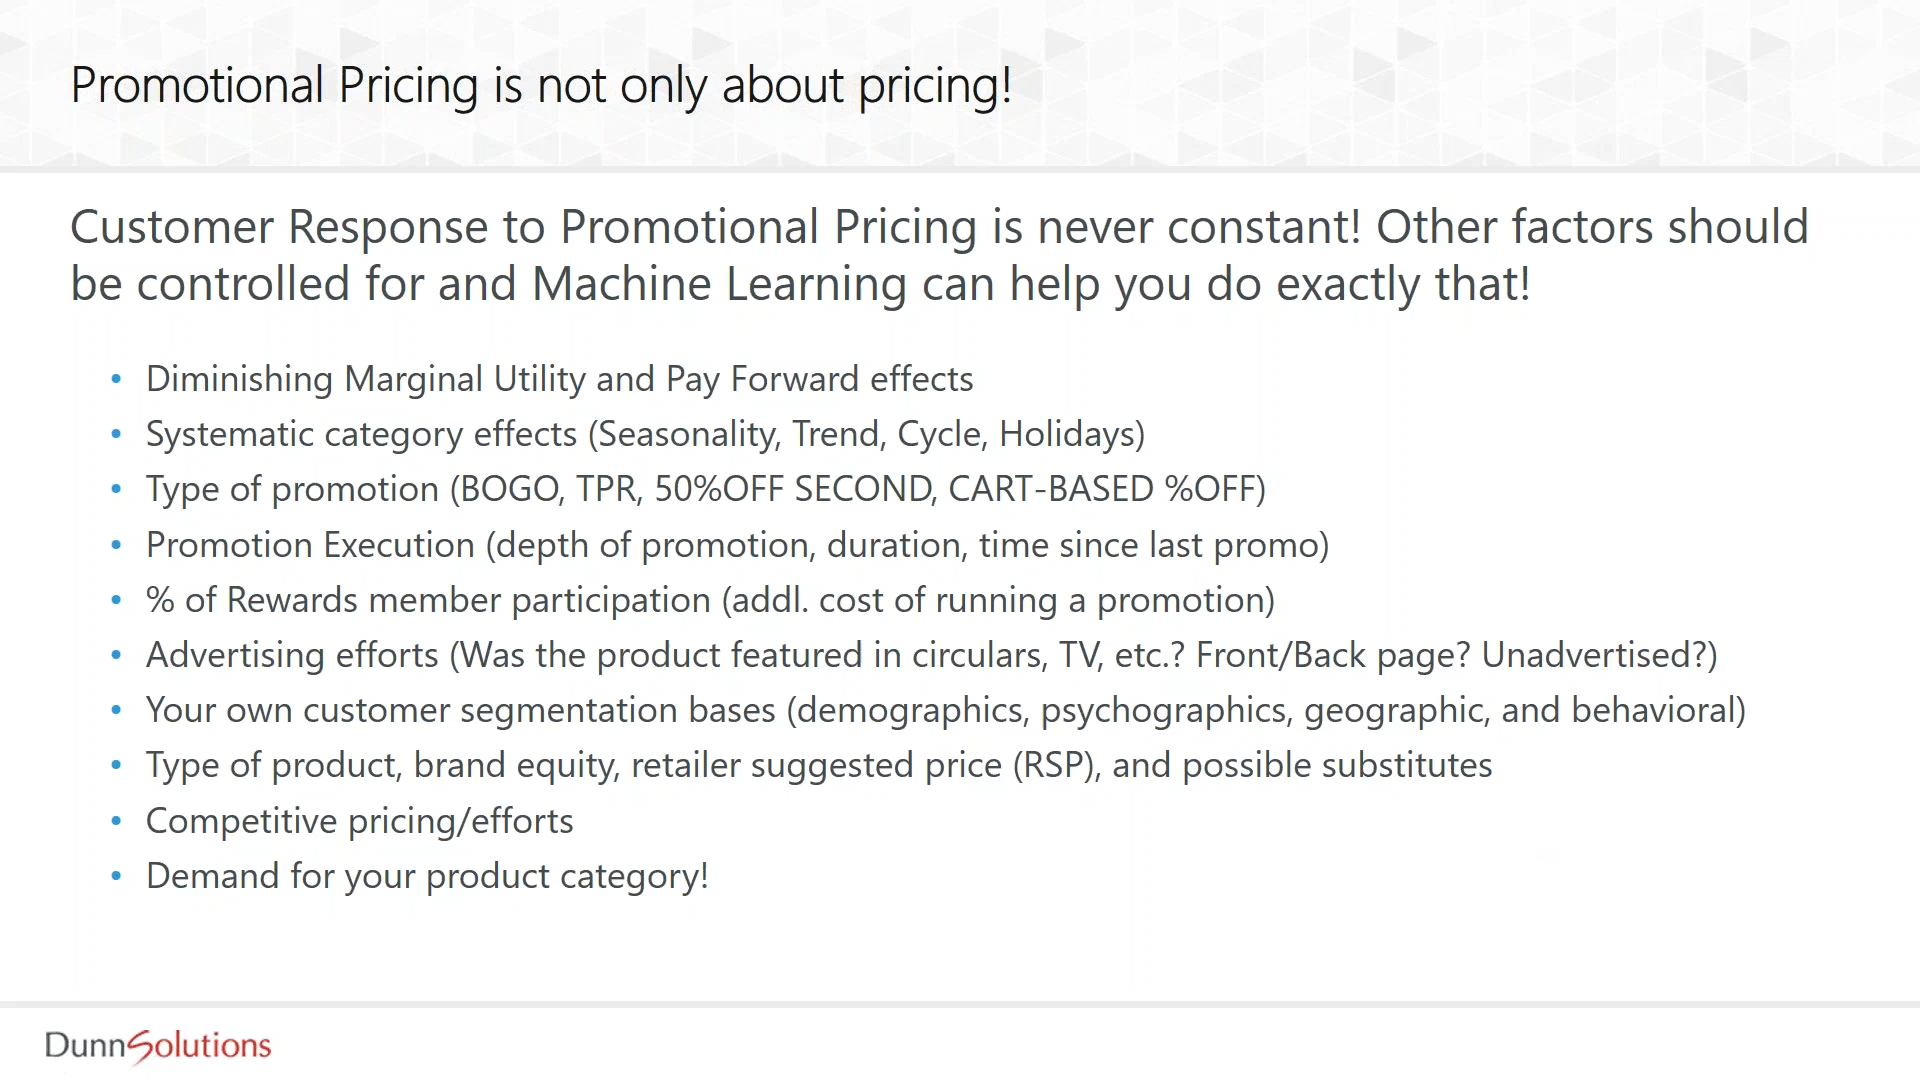 Promotional Pricing is not only about pricing!
Customer Response to Promotional Pricing is never constant! Other factors should
be controlled for and Machine Learning can help you do exactly that!
• Diminishing Marginal Utility and Pay Forward effects
• Systematic category effects (Seasonality, Trend, Cycle, Holidays)
• Type of promotion (BOGO, TPR, 50%OFF SECOND, CART-BASED %OFF)
• Promotion Execution (depth of promotion, duration, time since last promo)
• % of Rewards member participation (addl. cost of running a promotion)
• Advertising efforts (Was the product featured in circulars, TV, etc.? Front/Back page? Unadvertised?)
• Your own customer segmentation bases (demographics, psychographics, geographic, and behavioral)
• Type of product, brand equity, retailer suggested price (RSP), and possible substitutes
• Competitive pricing/efforts
• Demand for your product category!
DunnSolutions